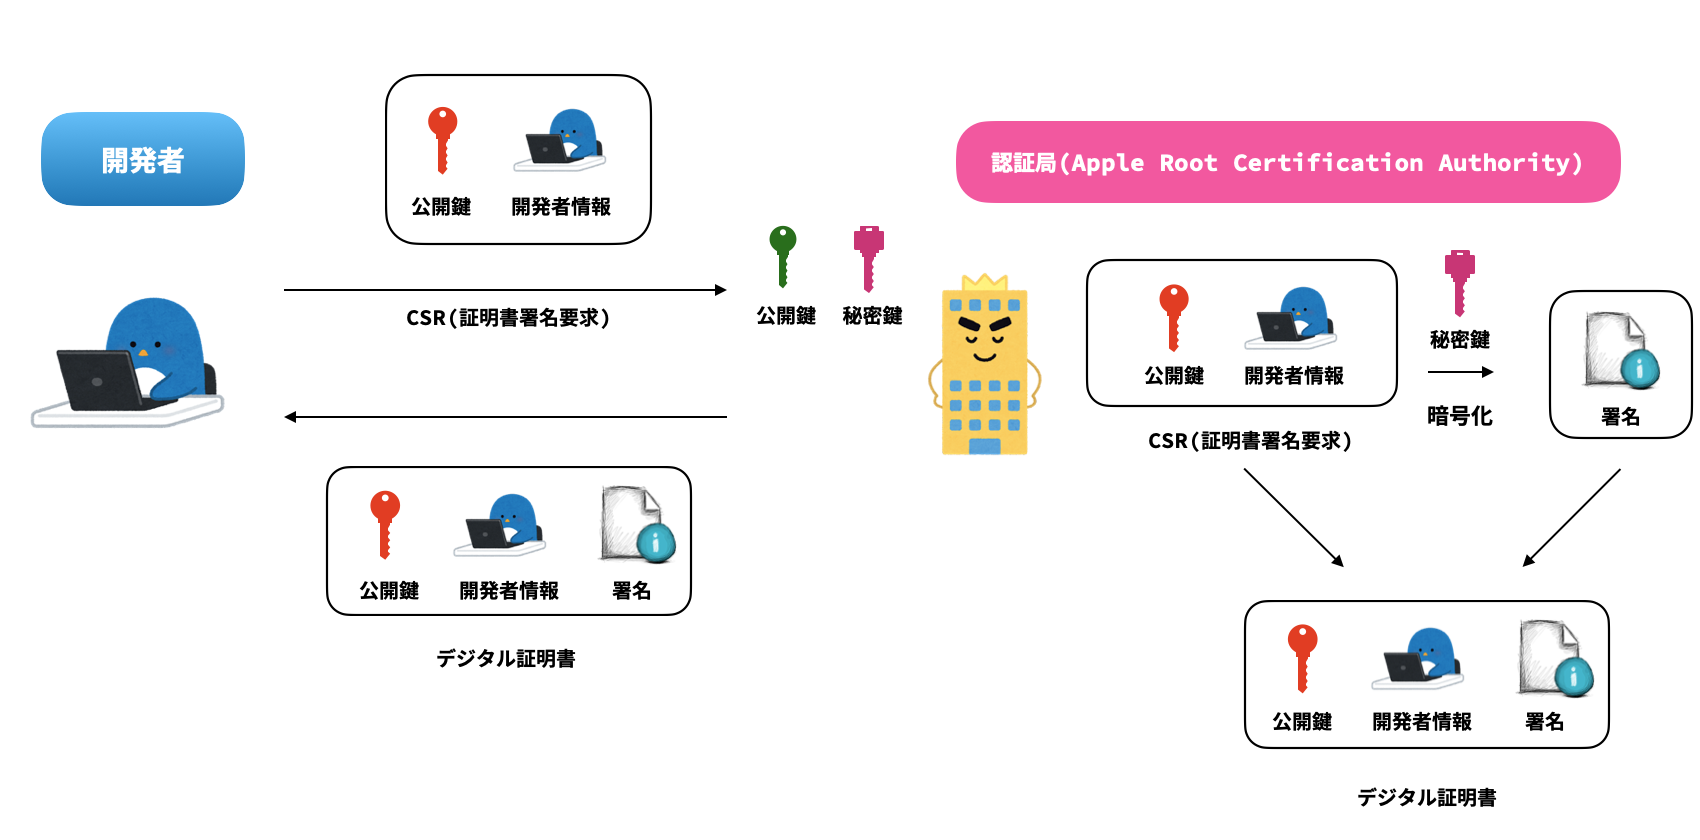 開発者
公開鍵
開発者情報
CSR(証明書署名要求)
公開鍵
開発者情報
署名
デジタル証明書
公開鍵
秘密鍵
認証局(Apple Root Certification Authority)
公開鍵
開発者情報
CSR(証明書署名要求)
秘密鍵
暗号化
署名
公開鍵
開発者情報
署名
デジタル証明書